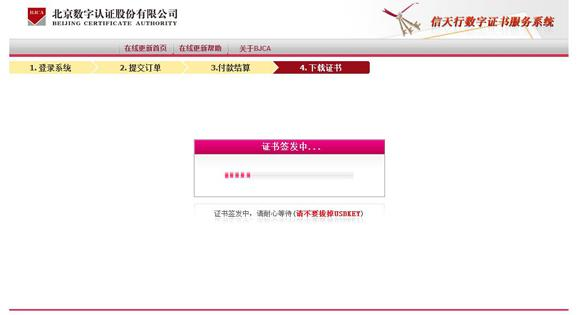 BJCA
北京数字认证股份有限公司
BEIJING CERTIFICATE AUTHORITY
信天行数字证书服务系统
在线更新首页 在线更新帮助 关于BJCA
1.登录系统 2.提交订单 3.付款结算 4.下载证书
证书签发中...
证书签发中，请耐心等待(请不要拔掉USBKEY)